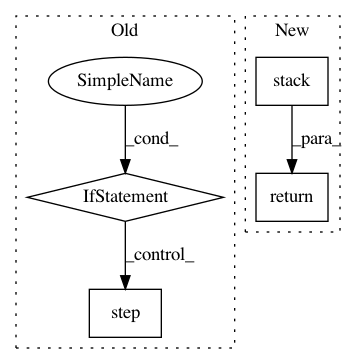 Old
New
SimpleName
stack
_cond_
_para_
IfStatement
return
_control_
step